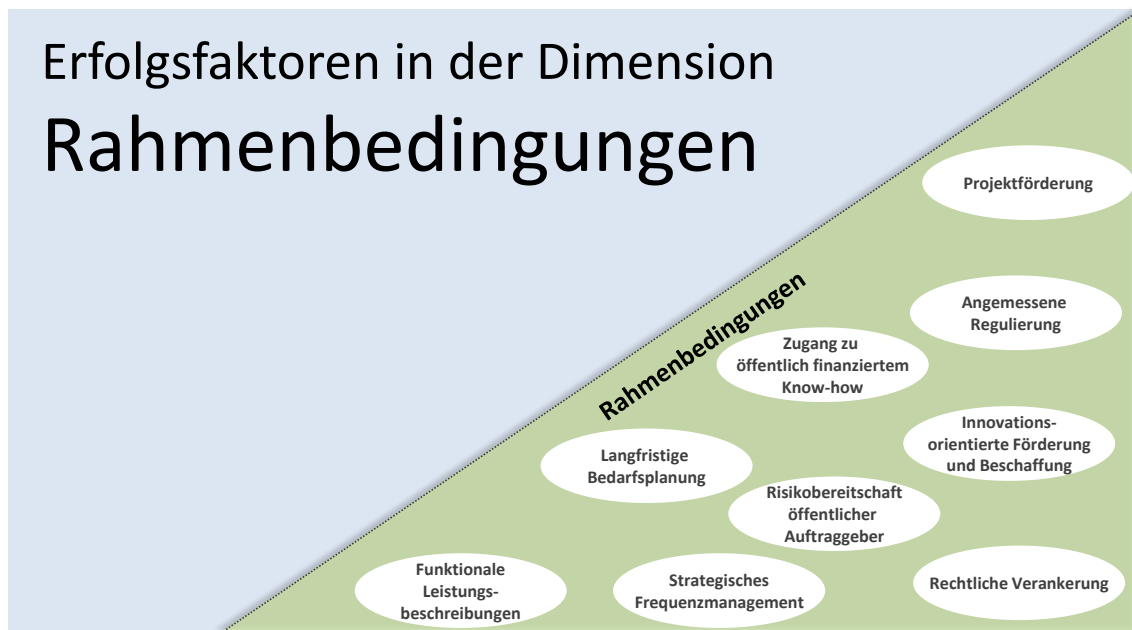 Erfolgsfaktoren in der Dimension
Rahmenbedingungen
Projektförderung
Rahmenbedingungen
Angemessene
Regulierung
Zugang zu
öffentlich finanziertem
Know-how
Innovations-
orientierte Förderung
und Beschaffung
Langfristige
Bedarfsplanung
Risikobereitschaft
öffentlicher
Auftraggeber
Funktionale
Leistungs-
beschreibungen
Strategisches
Frequenzmanagement
Rechtliche Verankerung